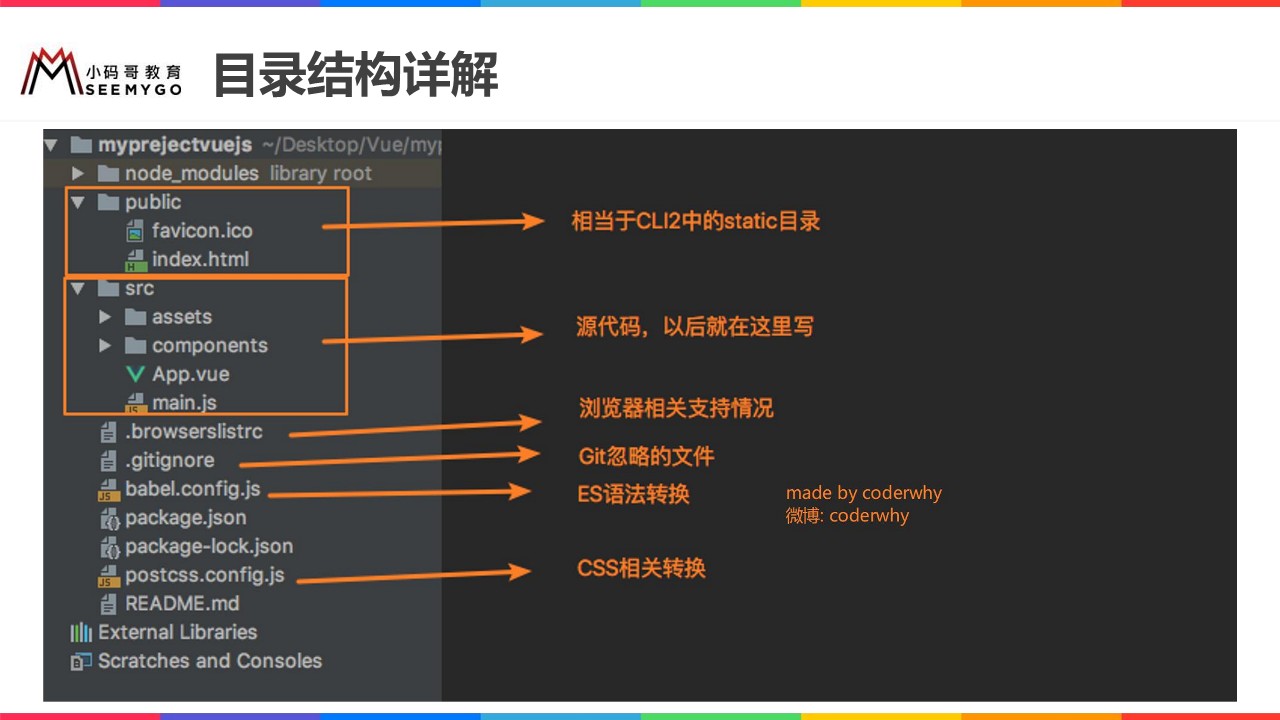 小码哥教育
SEEMYGO
目录结构详解
myprejectvuejs ~/Desktop/Vue/myp
node_modules library root
public
favicon.ico
index.html
相当于CLI2中的static目录
src
assets
components
App.vue
main.js
源代码，以后就在这里写
.browserslistrc
浏览器相关支持情况
.gitignore
Git忽略的文件
babel.config.js
ES语法转换
made by coderwhy
微博: coderwhy
package.json
package-lock.json
postcss.config.js
CSS相关转换
README.md
External Libraries
Scratches and Consoles